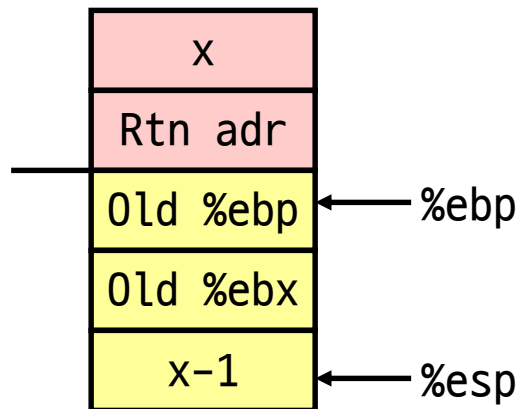 x
Rtn adr
Old %ebp
%ebp
Old %ebx
x-1
%esp